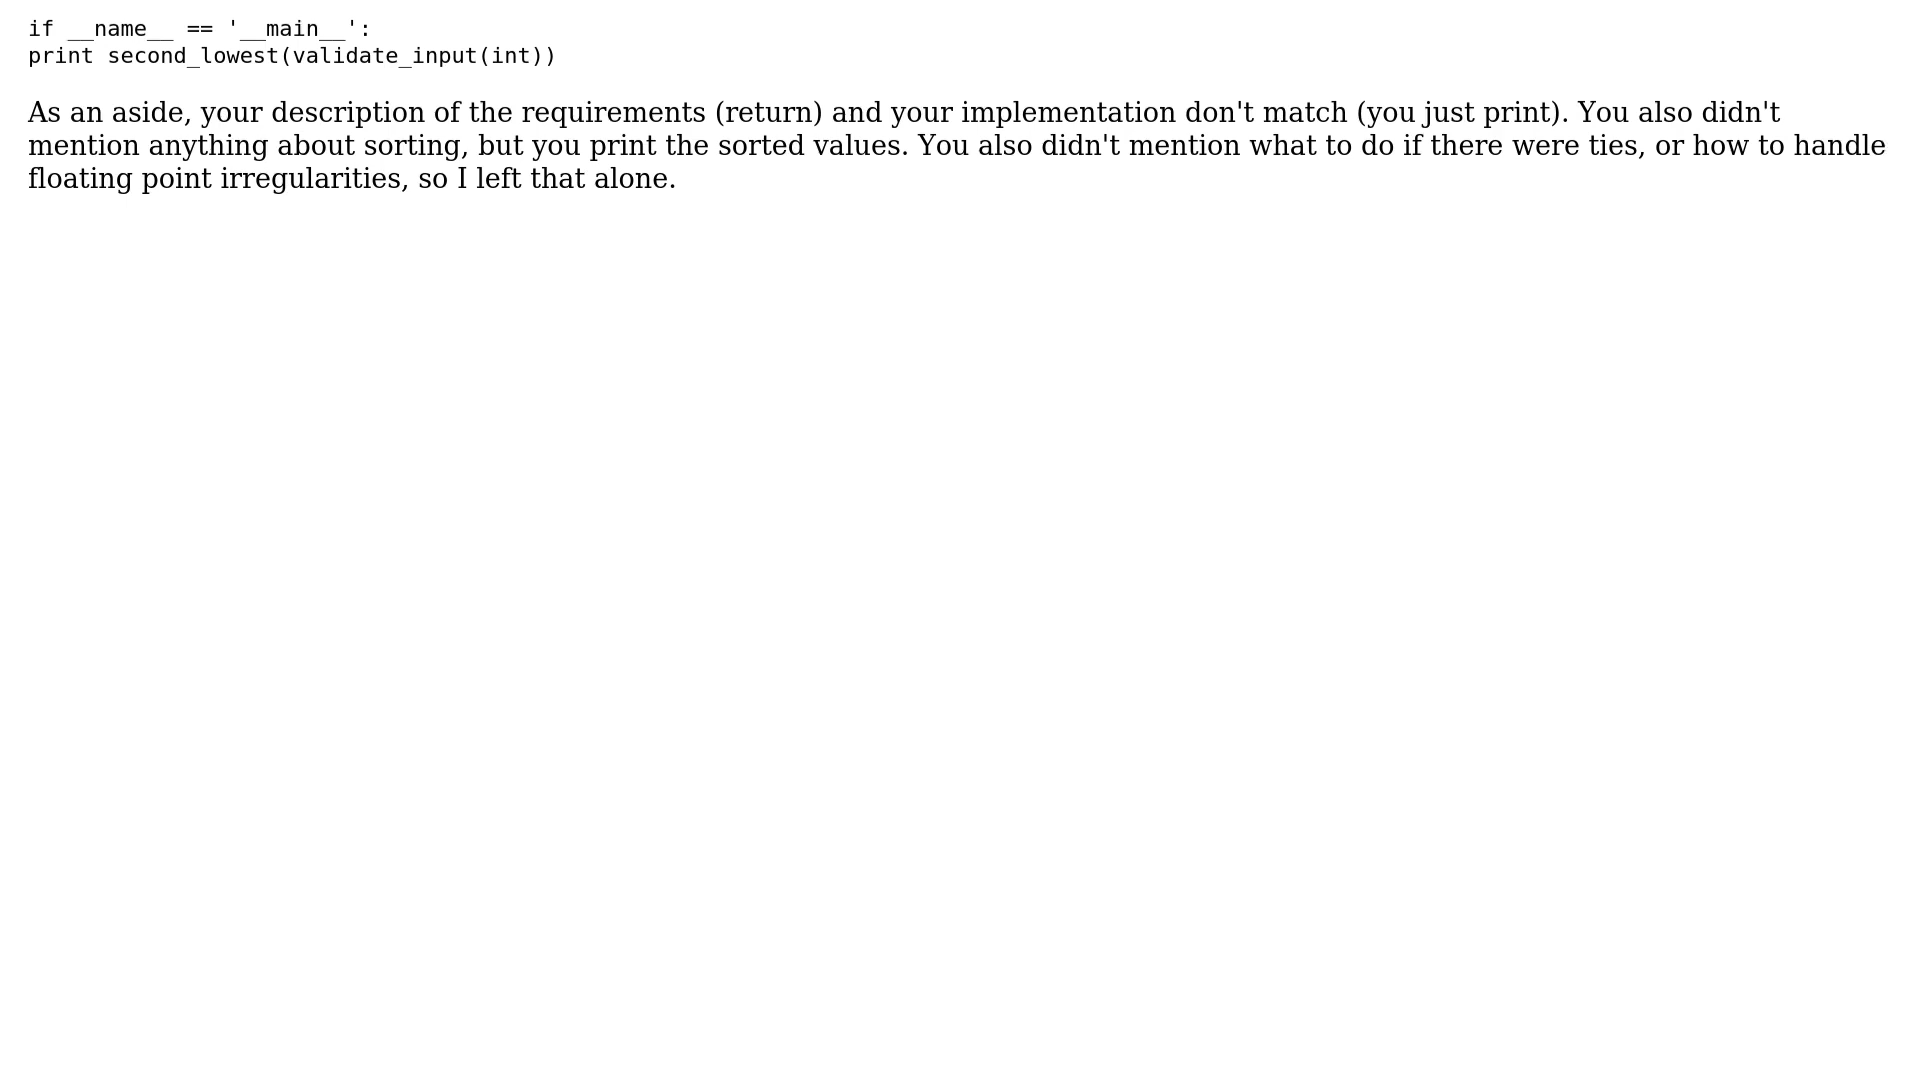 if __name__ == '__main__':
print second_lowest(validate_input(int))
As an aside, your description of the requirements (return) and your implementation don't match (you just print). You also didn't
mention anything about sorting, but you print the sorted values. You also didn't mention what to do if there were ties, or how to handle
floating point irregularities, so I left that alone.